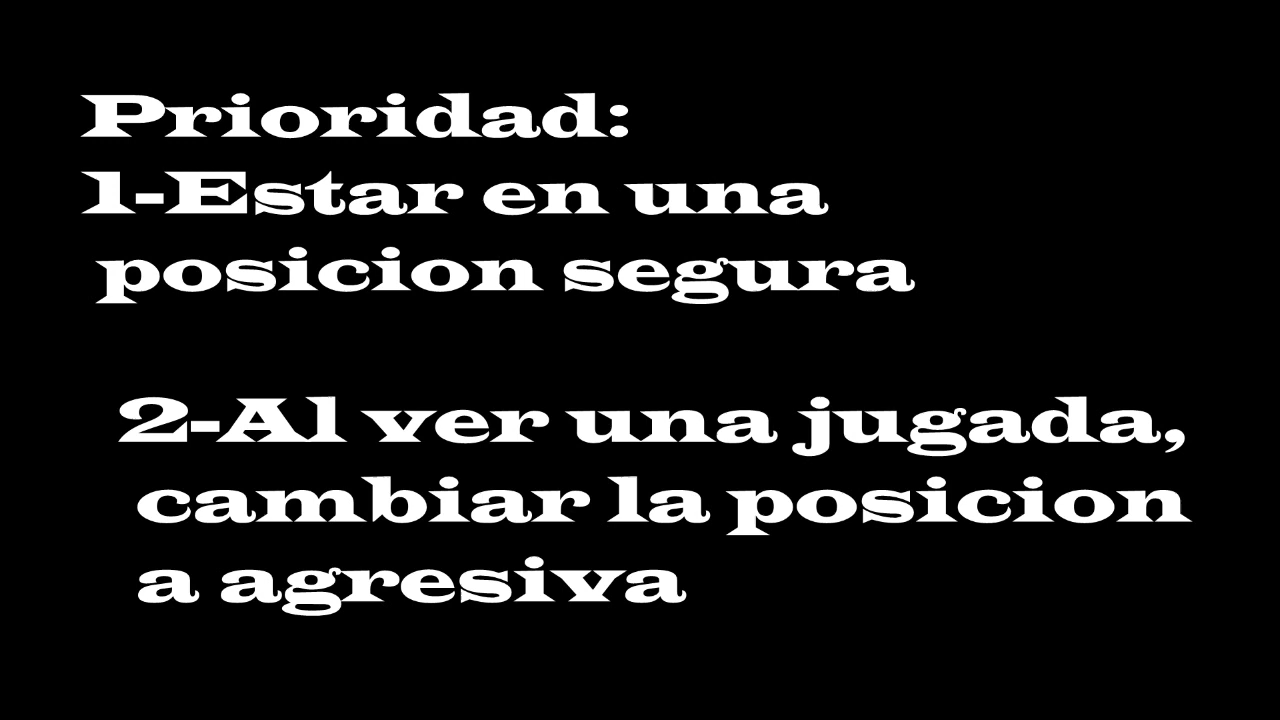 Prioridad:
1-Estar en una
posicion segura
2-Al ver una jugada,
cambiar la posicion
a agresiva